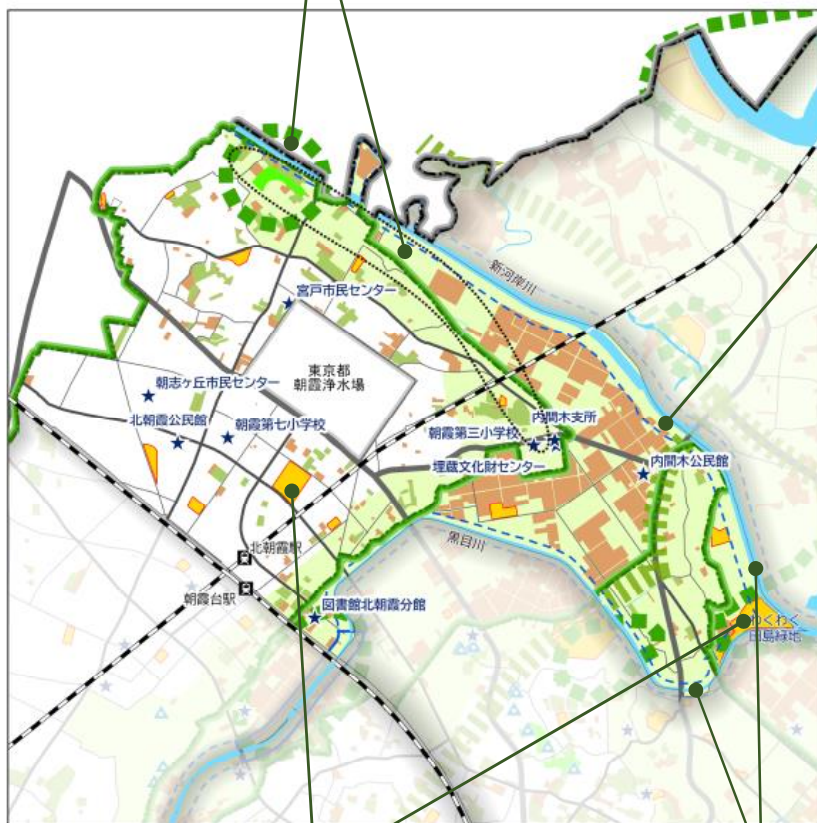 新河岸川
宮戸市民センター
東京都
朝霞浄水場
朝志ヶ丘市民センター
北朝霞公民館
朝霞第七小学校
内間木支所
朝霞第三小学校
埋蔵文化財センター
内間木公民館
黒目川
北朝霞駅
朝霞台駅
図書館北朝霞分館
わくわく
田島緑地